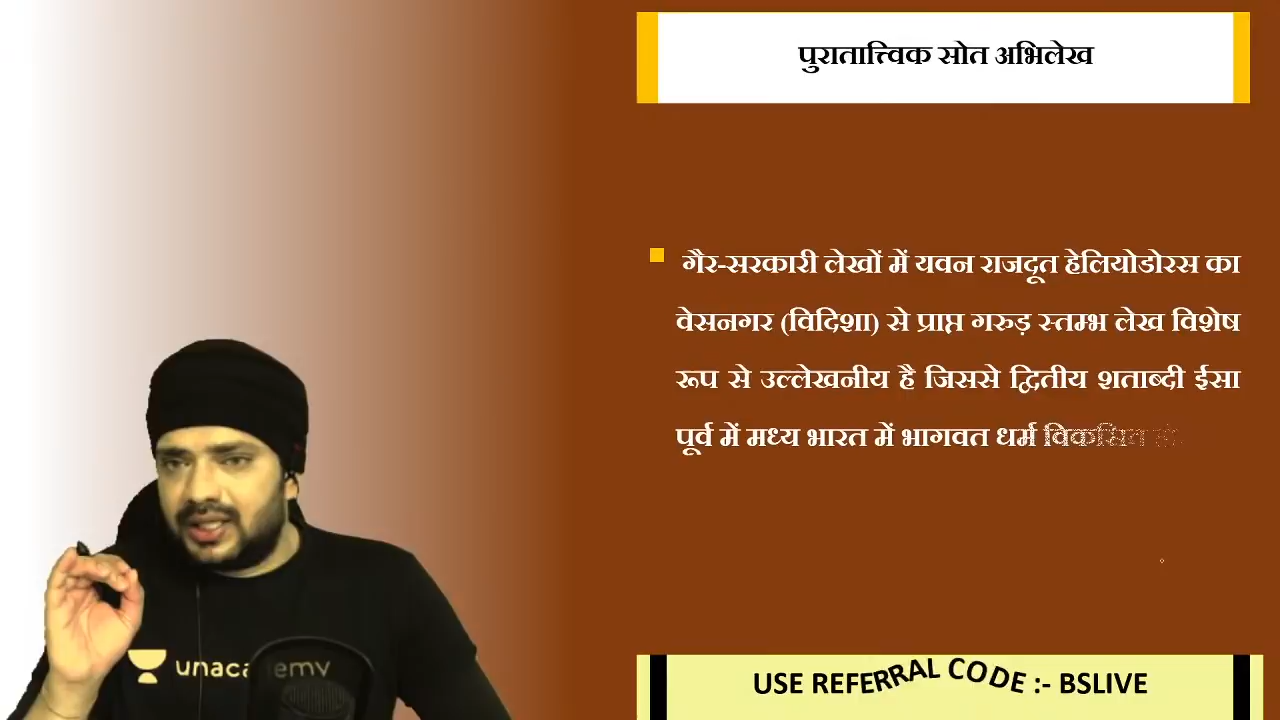 पुरातात्त्विक सोत अभिलेख
गैर-सरकारी लेखों में यवन राजदूत हेलियोडोरस का
वेसनगर (विदिशा) से प्राप्त गरुड़ स्तम्भ लेख विशेष
रूप से उल्लेखनीय है जिससे द्वितीय शताब्दी ईसा
पूर्व में मध्य भारत में भागवत धर्म विकसित
unacademy
USE REFERRAL CODE :- BSLIVE